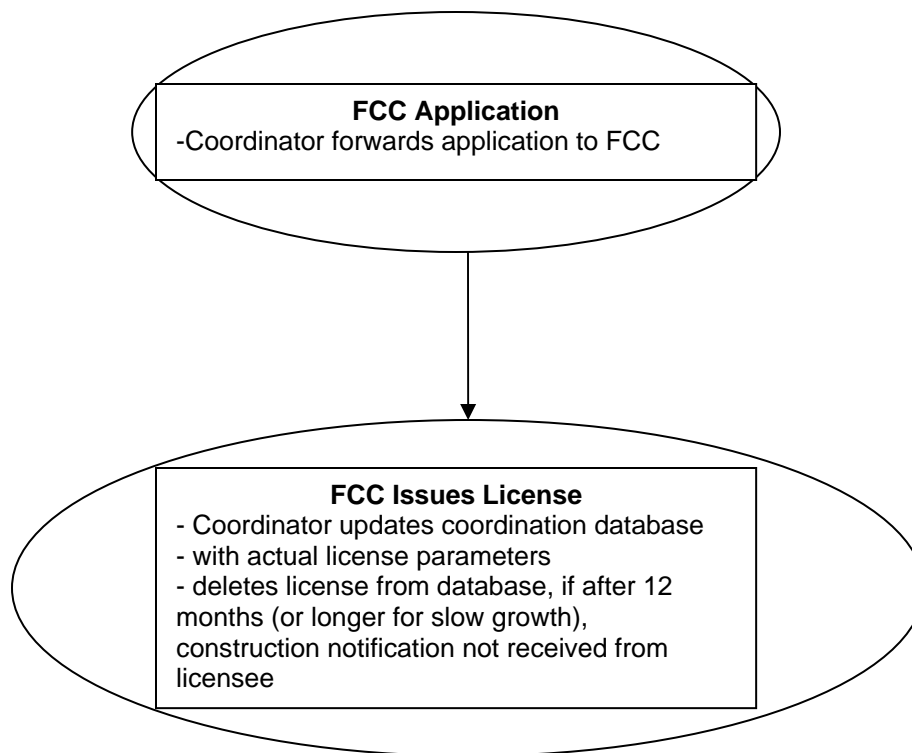 FCC Application
-Coordinator forwards application to FCC
FCC Issues License
- Coordinator updates coordination database
- with actual license parameters
- deletes license from database, if after 12
months (or longer for slow growth),
construction notification not received from
licensee